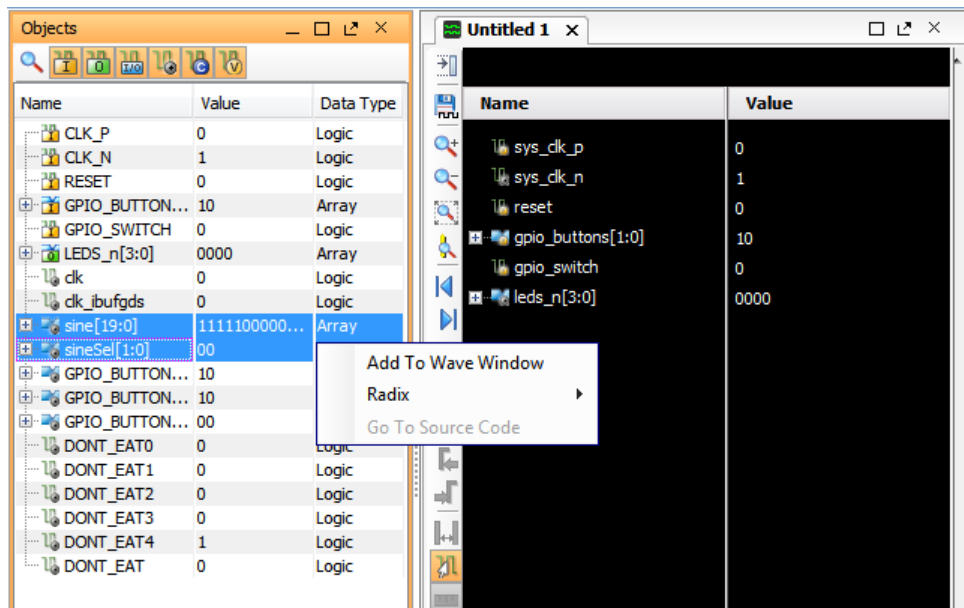 Objects
I O I/O C V
Name Value Data Type
CLK_P 0 Logic
CLK_N 1 Logic
RESET 0 Logic
GPIO_BUTTON... 10 Array
GPIO_SWITCH 0 Logic
LEDS_n[3:0] 0000 Array
clk 0 Logic
clk_ibufgds 0 Logic
sine[19:0] 1111100000... Array
sineSel[1:0] 00
GPIO_BUTTON... 10
GPIO_BUTTON... 10
GPIO_BUTTON... 00
DONT_EAT0 0 Logic
DONT_EAT1 0 Logic
DONT_EAT2 0 Logic
DONT_EAT3 0 Logic
DONT_EAT4 1 Logic
DONT_EAT 0 Logic
Add To Wave Window
Radix
Go To Source Code
Untitled 1
Name Value
sys_clk_p 0
sys_clk_n 1
reset 0
gpio_buttons[1:0] 10
gpio_switch 0
leds_n[3:0] 0000